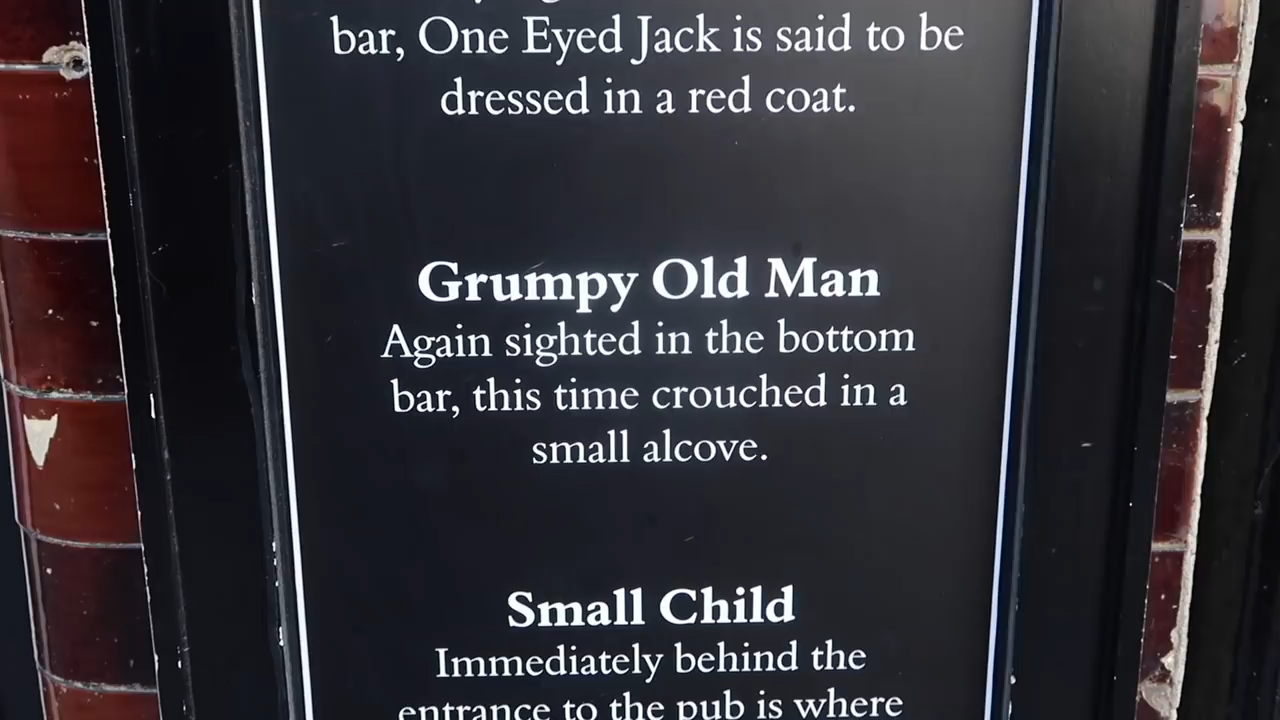 bar, One Eyed Jack is said to be
dressed in a red coat.
Grumpy Old Man
Again sighted in the bottom
bar, this time crouched in a
small alcove.
Small Child
Immediately behind the
entrance to the pub is where